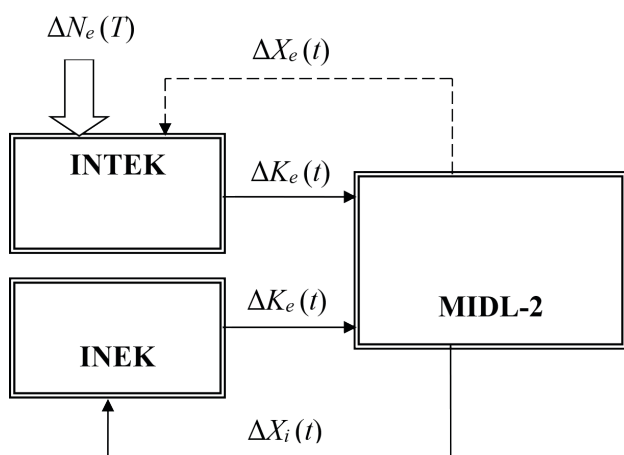 ΔNₑ(T)
ΔXₑ(t)
INTEK
ΔKₑ(t)
ΔKₑ(t)
MIDL-2
INEK
ΔXᵢ(t)